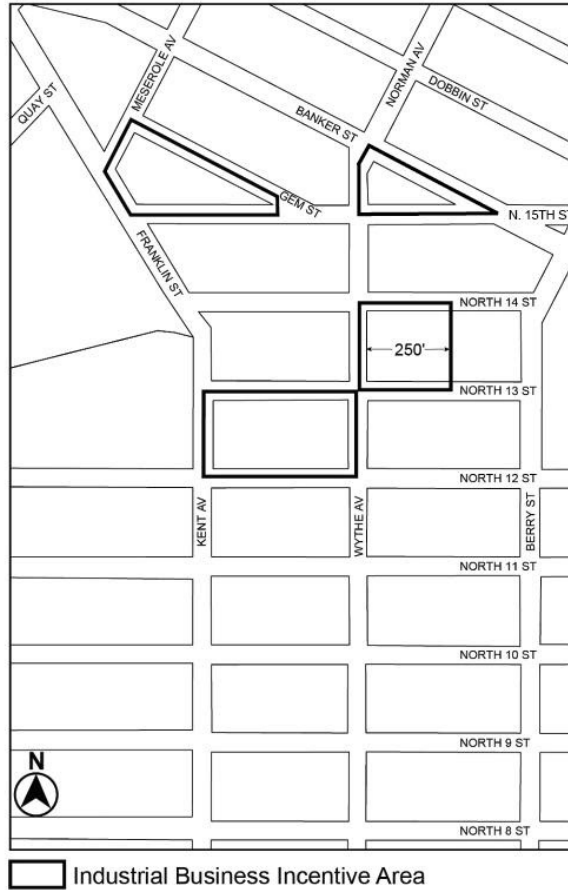 QUAY ST
MESEROLE AV
NORMAN AV
DOBBIN ST
BANKER ST
GEM ST
N. 15TH ST
FRANKLIN ST
NORTH 14 ST
250'
NORTH 13 ST
NORTH 12 ST
KENT AV
WYTHE AV
BERRY ST
NORTH 11 ST
NORTH 10 ST
NORTH 9 ST
N
NORTH 8 ST
Industrial Business Incentive Area